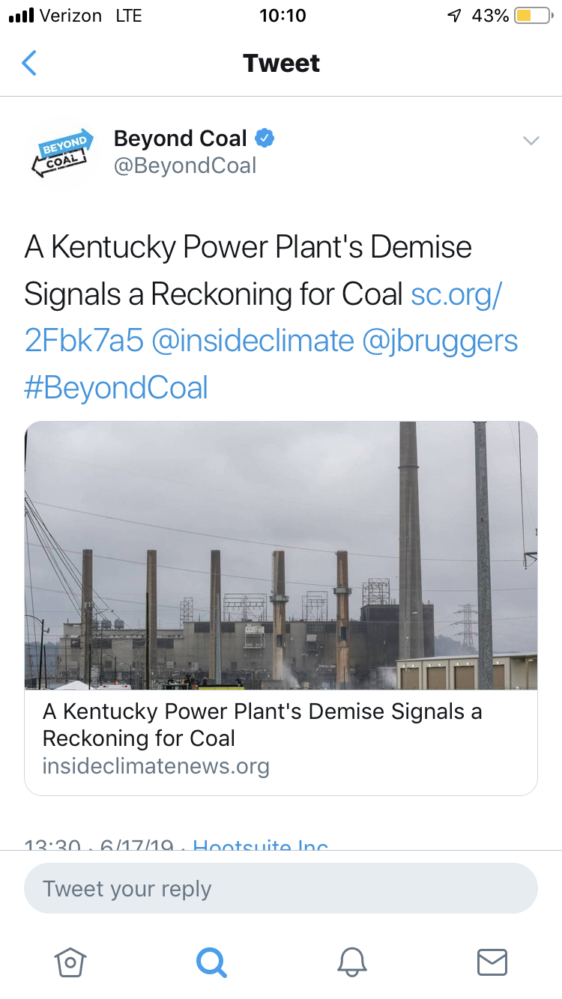 Verizon LTE 10:10 43%
Tweet
BEYOND
COAL
Beyond Coal
@BeyondCoal
A Kentucky Power Plant's Demise
Signals a Reckoning for Coal sc.org/
2Fbk7a5 @insideclimate @jbruggers
#BeyondCoal
A Kentucky Power Plant's Demise Signals a
Reckoning for Coal
insideclimatenews.org
13:30 · 6/17/19 · Hootsuite Inc.
Tweet your reply